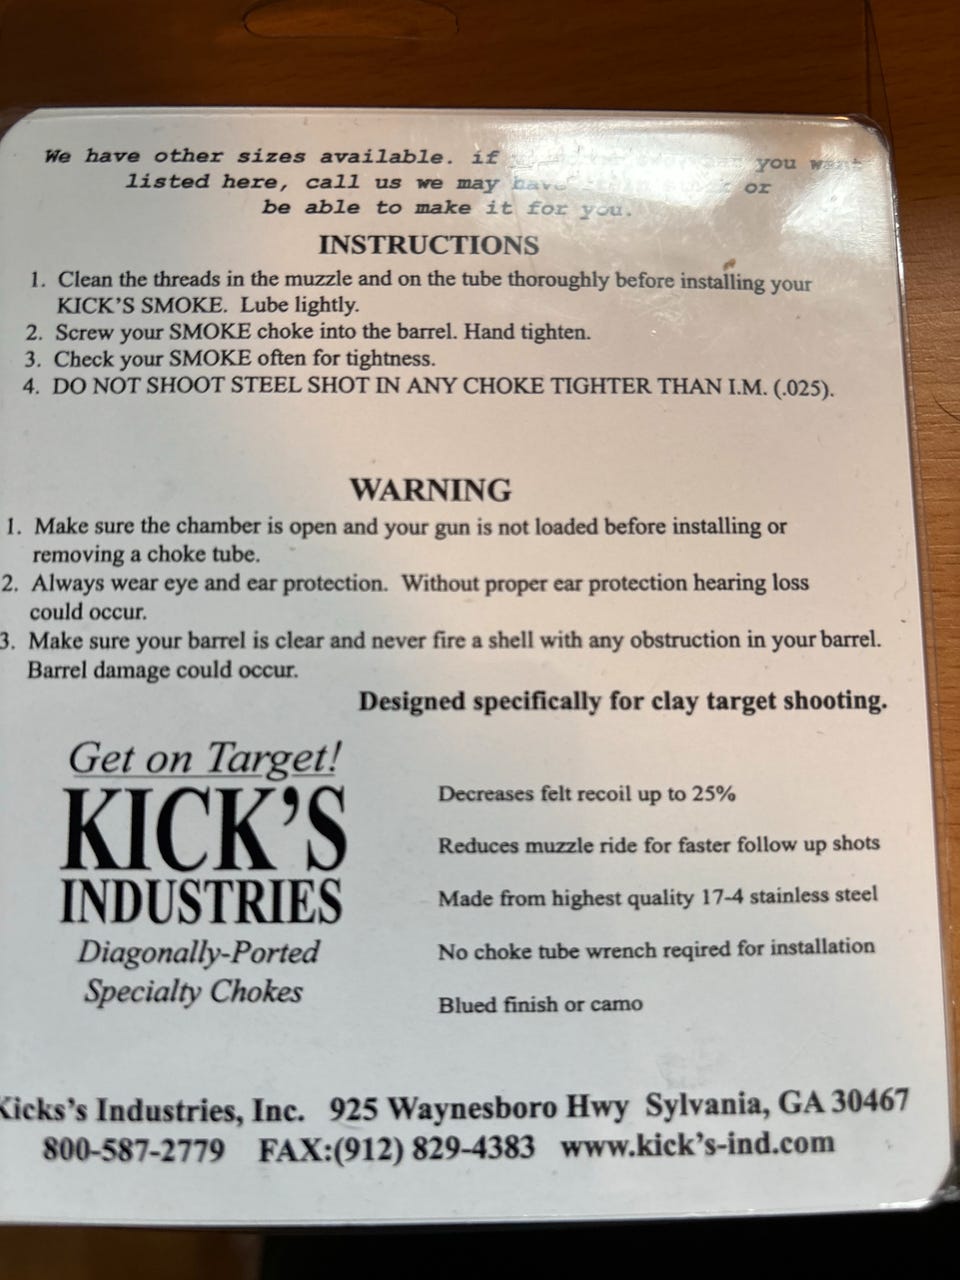 We have other sizes available. if you want
listed here, call us we may have or
be able to make it for you.
INSTRUCTIONS
1. Clean the threads in the muzzle and on the tube thoroughly before installing your
KICK'S SMOKE. Lube lightly.
2. Screw your SMOKE choke into the barrel. Hand tighten.
3. Check your SMOKE often for tightness.
4. DO NOT SHOOT STEEL SHOT IN ANY CHOKE TIGHTER THAN I.M. (.025).
WARNING
1. Make sure the chamber is open and your gun is not loaded before installing or
removing a choke tube.
2. Always wear eye and ear protection. Without proper ear protection hearing loss
could occur.
3. Make sure your barrel is clear and never fire a shell with any obstruction in your barrel.
Barrel damage could occur.
Designed specifically for clay target shooting.
Get on Target!
KICK'S
INDUSTRIES
Diagonally-Ported
Specialty Chokes
Decreases felt recoil up to 25%
Reduces muzzle ride for faster follow up shots
Made from highest quality 17-4 stainless steel
No choke tube wrench reqired for installation
Blued finish or camo
Kicks's Industries, Inc. 925 Waynesboro Hwy Sylvania, GA 30467
800-587-2779 FAX:(912) 829-4383 www.kick's-ind.com